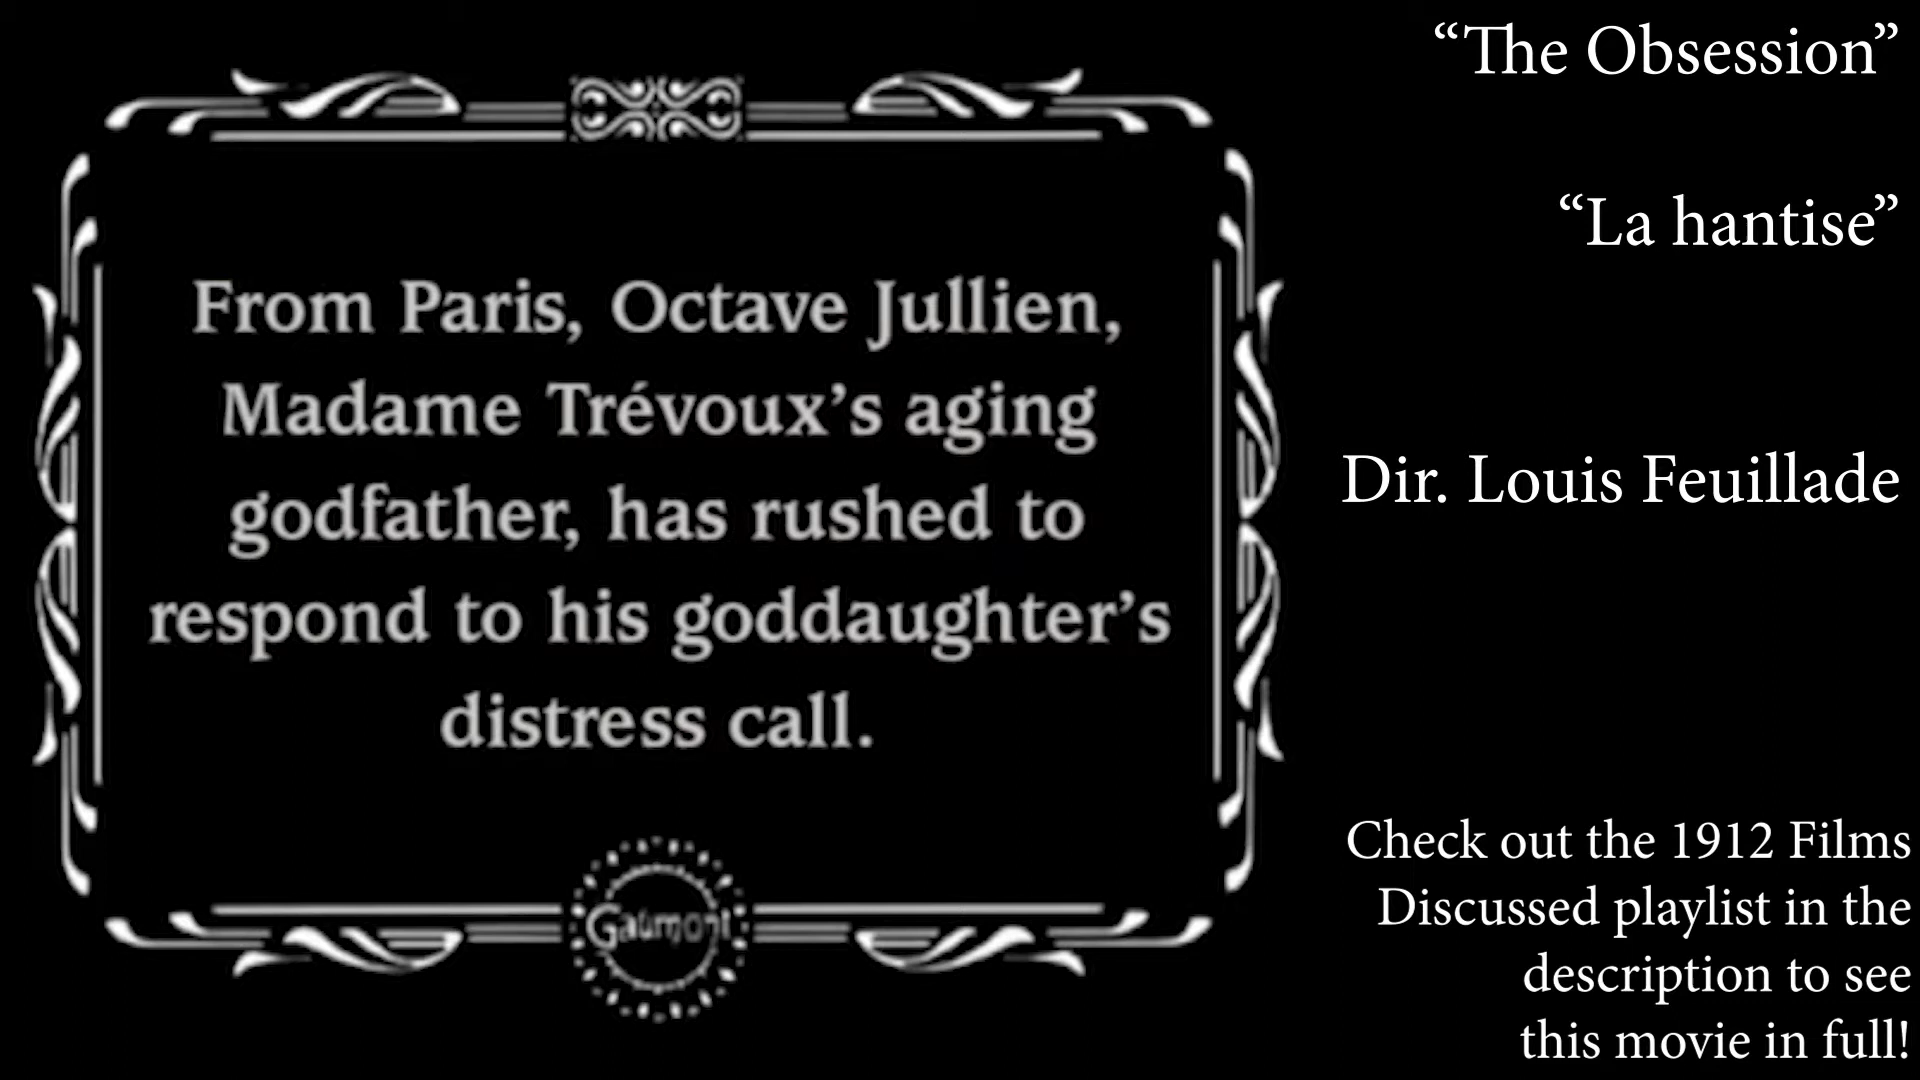 From Paris, Octave Jullien,
Madame Trévoux’s aging
godfather, has rushed to
respond to his goddaughter’s
distress call.
Gaumont
“The Obsession”
“La hantise”
Dir. Louis Feuillade
Check out the 1912 Films
Discussed playlist in the
description to see
this movie in full!